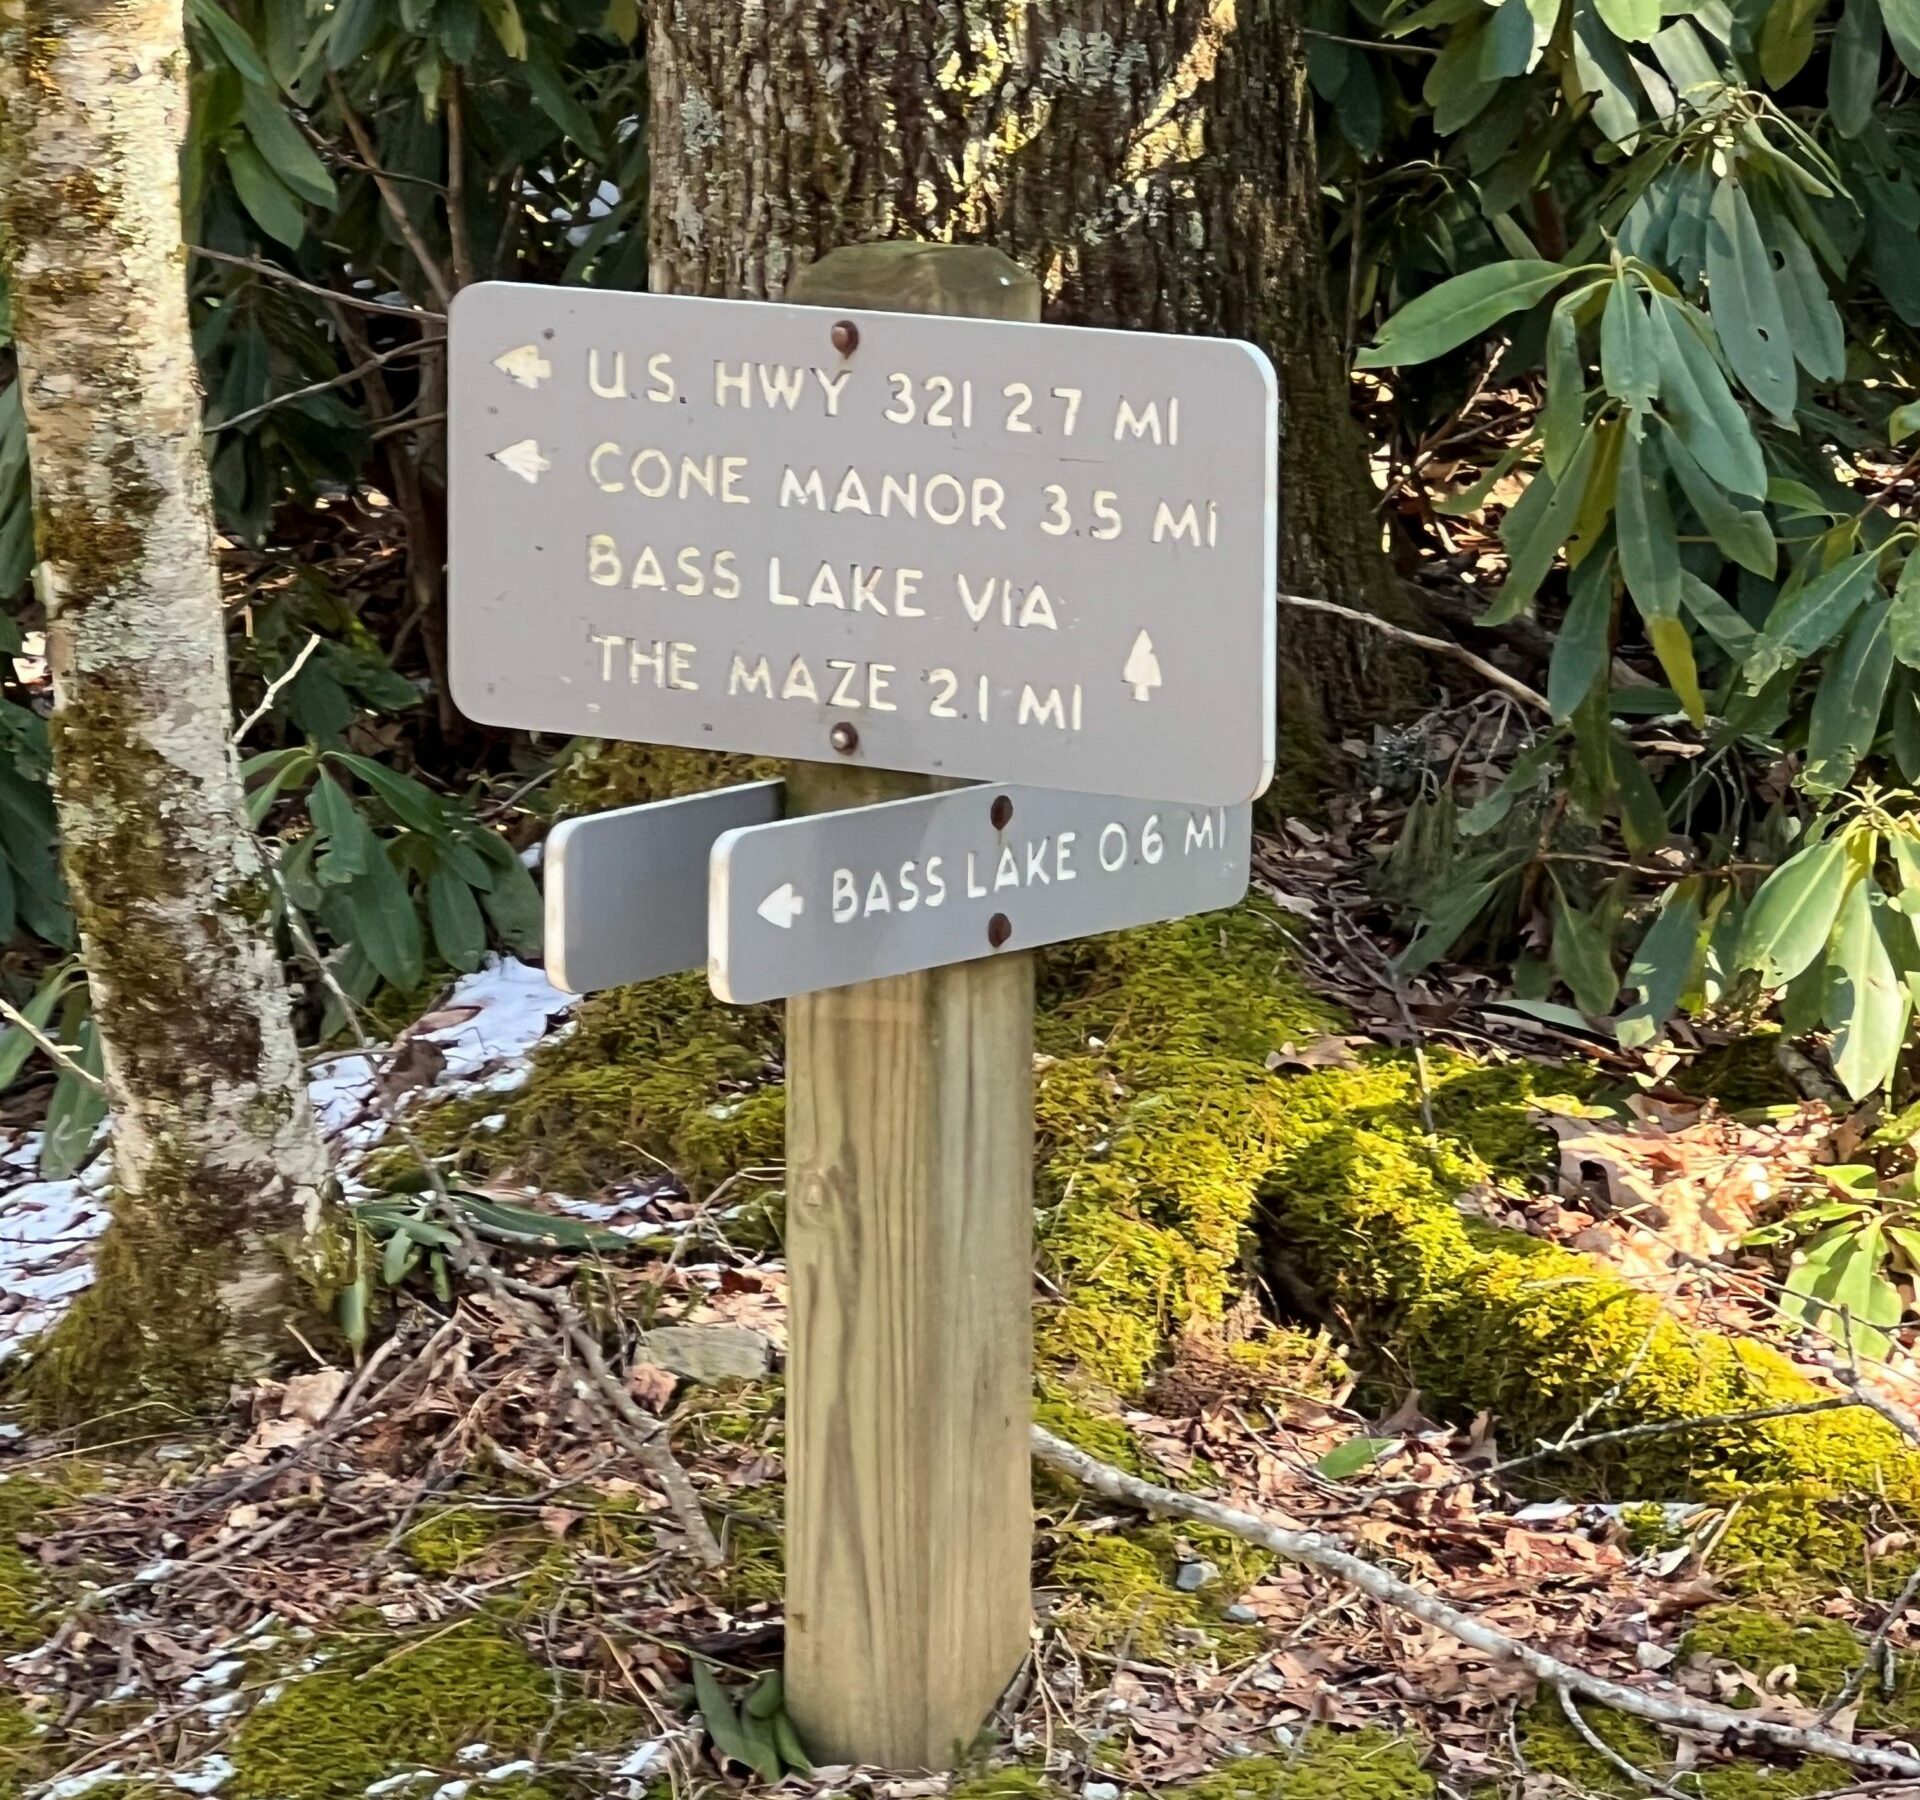 U.S. HWY 321 2.7 MI
CONE MANOR 3.5 MI
BASS LAKE VIA
THE MAZE 2.1 MI
BASS LAKE 0.6 MI